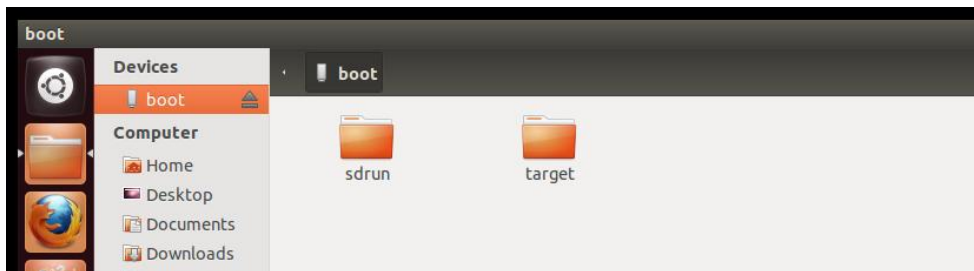 boot
Devices
boot
Computer
Home
Desktop
Documents
Downloads
boot
sdrun
target